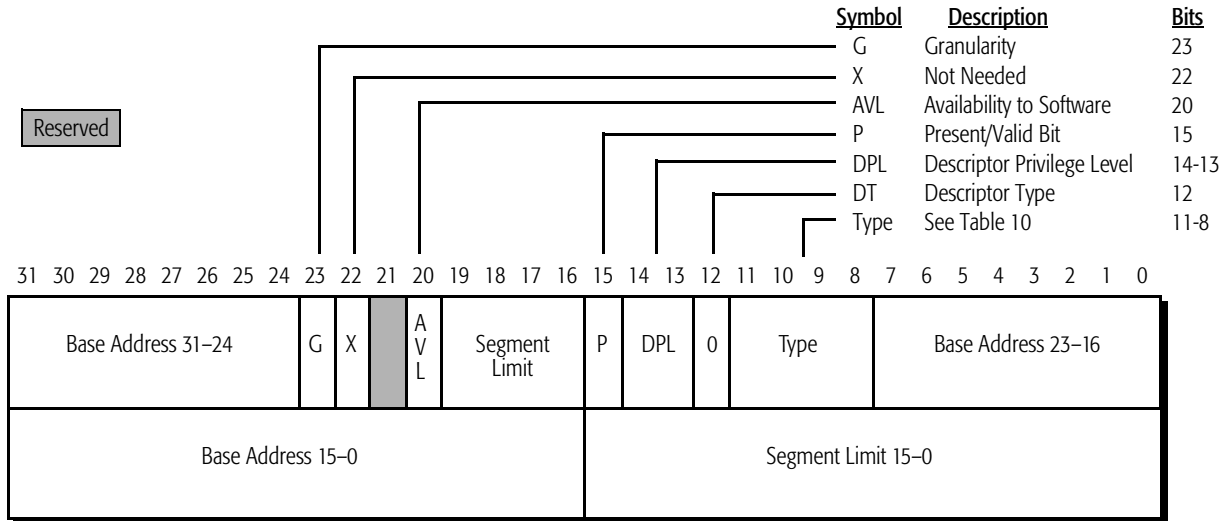 Symbol Description Bits
G Granularity 23
X Not Needed 22
AVL Availability to Software 20
Reserved
P Present/Valid Bit 15
DPL Descriptor Privilege Level 14-13
DT Descriptor Type 12
Type See Table 10 11-8
31 30 29 28 27 26 25 24 23 22 21 20 19 18 17 16 15 14 13 12 11 10 9 8 7 6 5 4 3 2 1 0
Base Address 31–24 G X AVL Segment Limit P DPL 0 Type Base Address 23–16
Base Address 15–0 Segment Limit 15–0